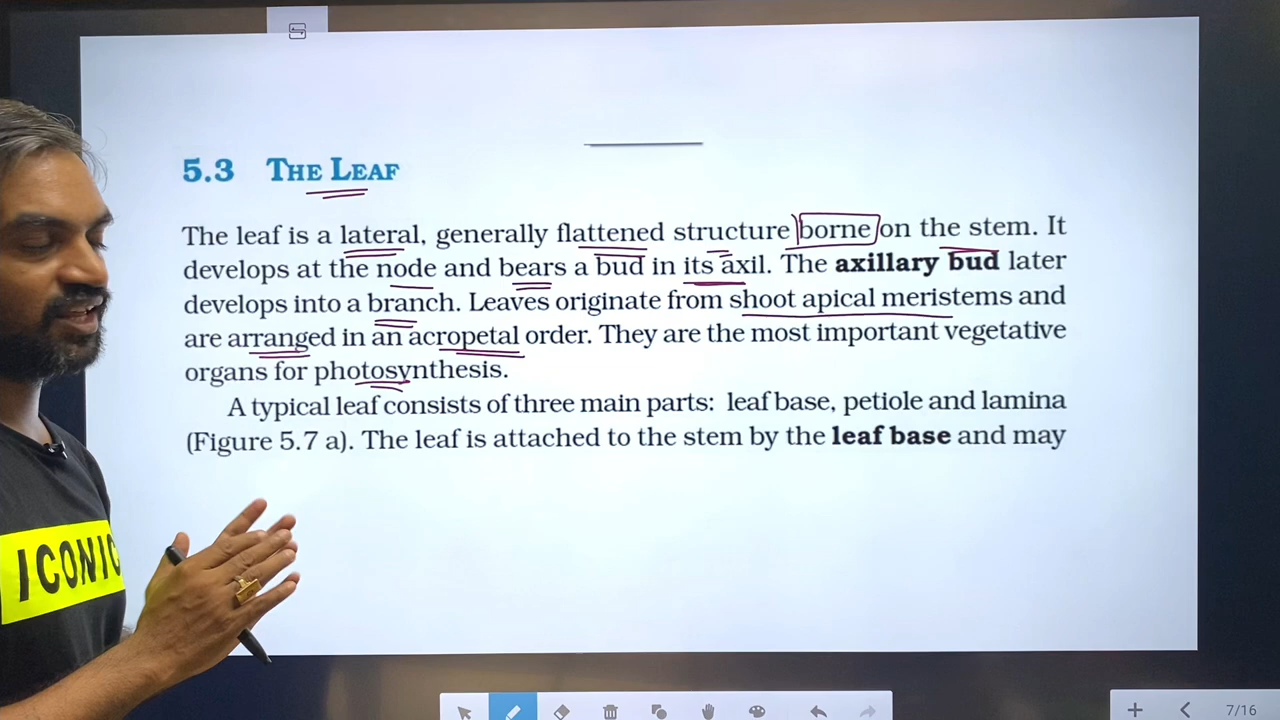 5.3 THE LEAF
The leaf is a lateral, generally flattened structure borne on the stem. It
develops at the node and bears a bud in its axil. The axillary bud later
develops into a branch. Leaves originate from shoot apical meristems and
are arranged in an acropetal order. They are the most important vegetative
organs for photosynthesis.
A typical leaf consists of three main parts: leaf base, petiole and lamina
(Figure 5.7 a). The leaf is attached to the stem by the leaf base and may
ICONIC
7/16